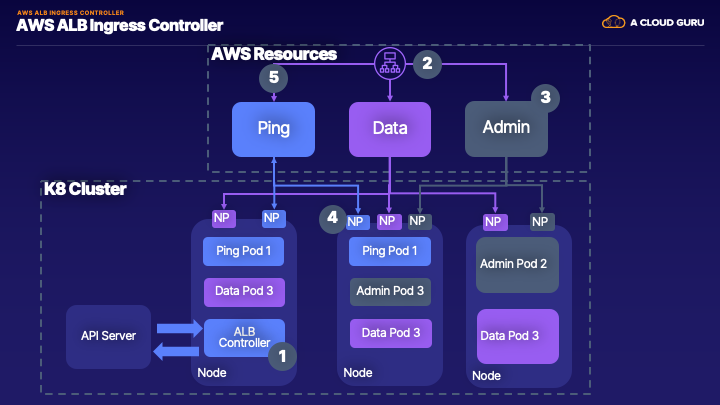 AWS ALB INGRESS CONTROLLER
AWS ALB Ingress Controller
A CLOUD GURU
AWS Resources
2
5
3
Ping
Data
Admin
K8 Cluster
NP
NP
4
NP
NP
NP
NP
NP
Ping Pod 1
Data Pod 3
ALB
Controller
1
Node
Ping Pod 1
Admin Pod 3
Data Pod 3
Node
Admin Pod 2
Data Pod 3
Node
API Server